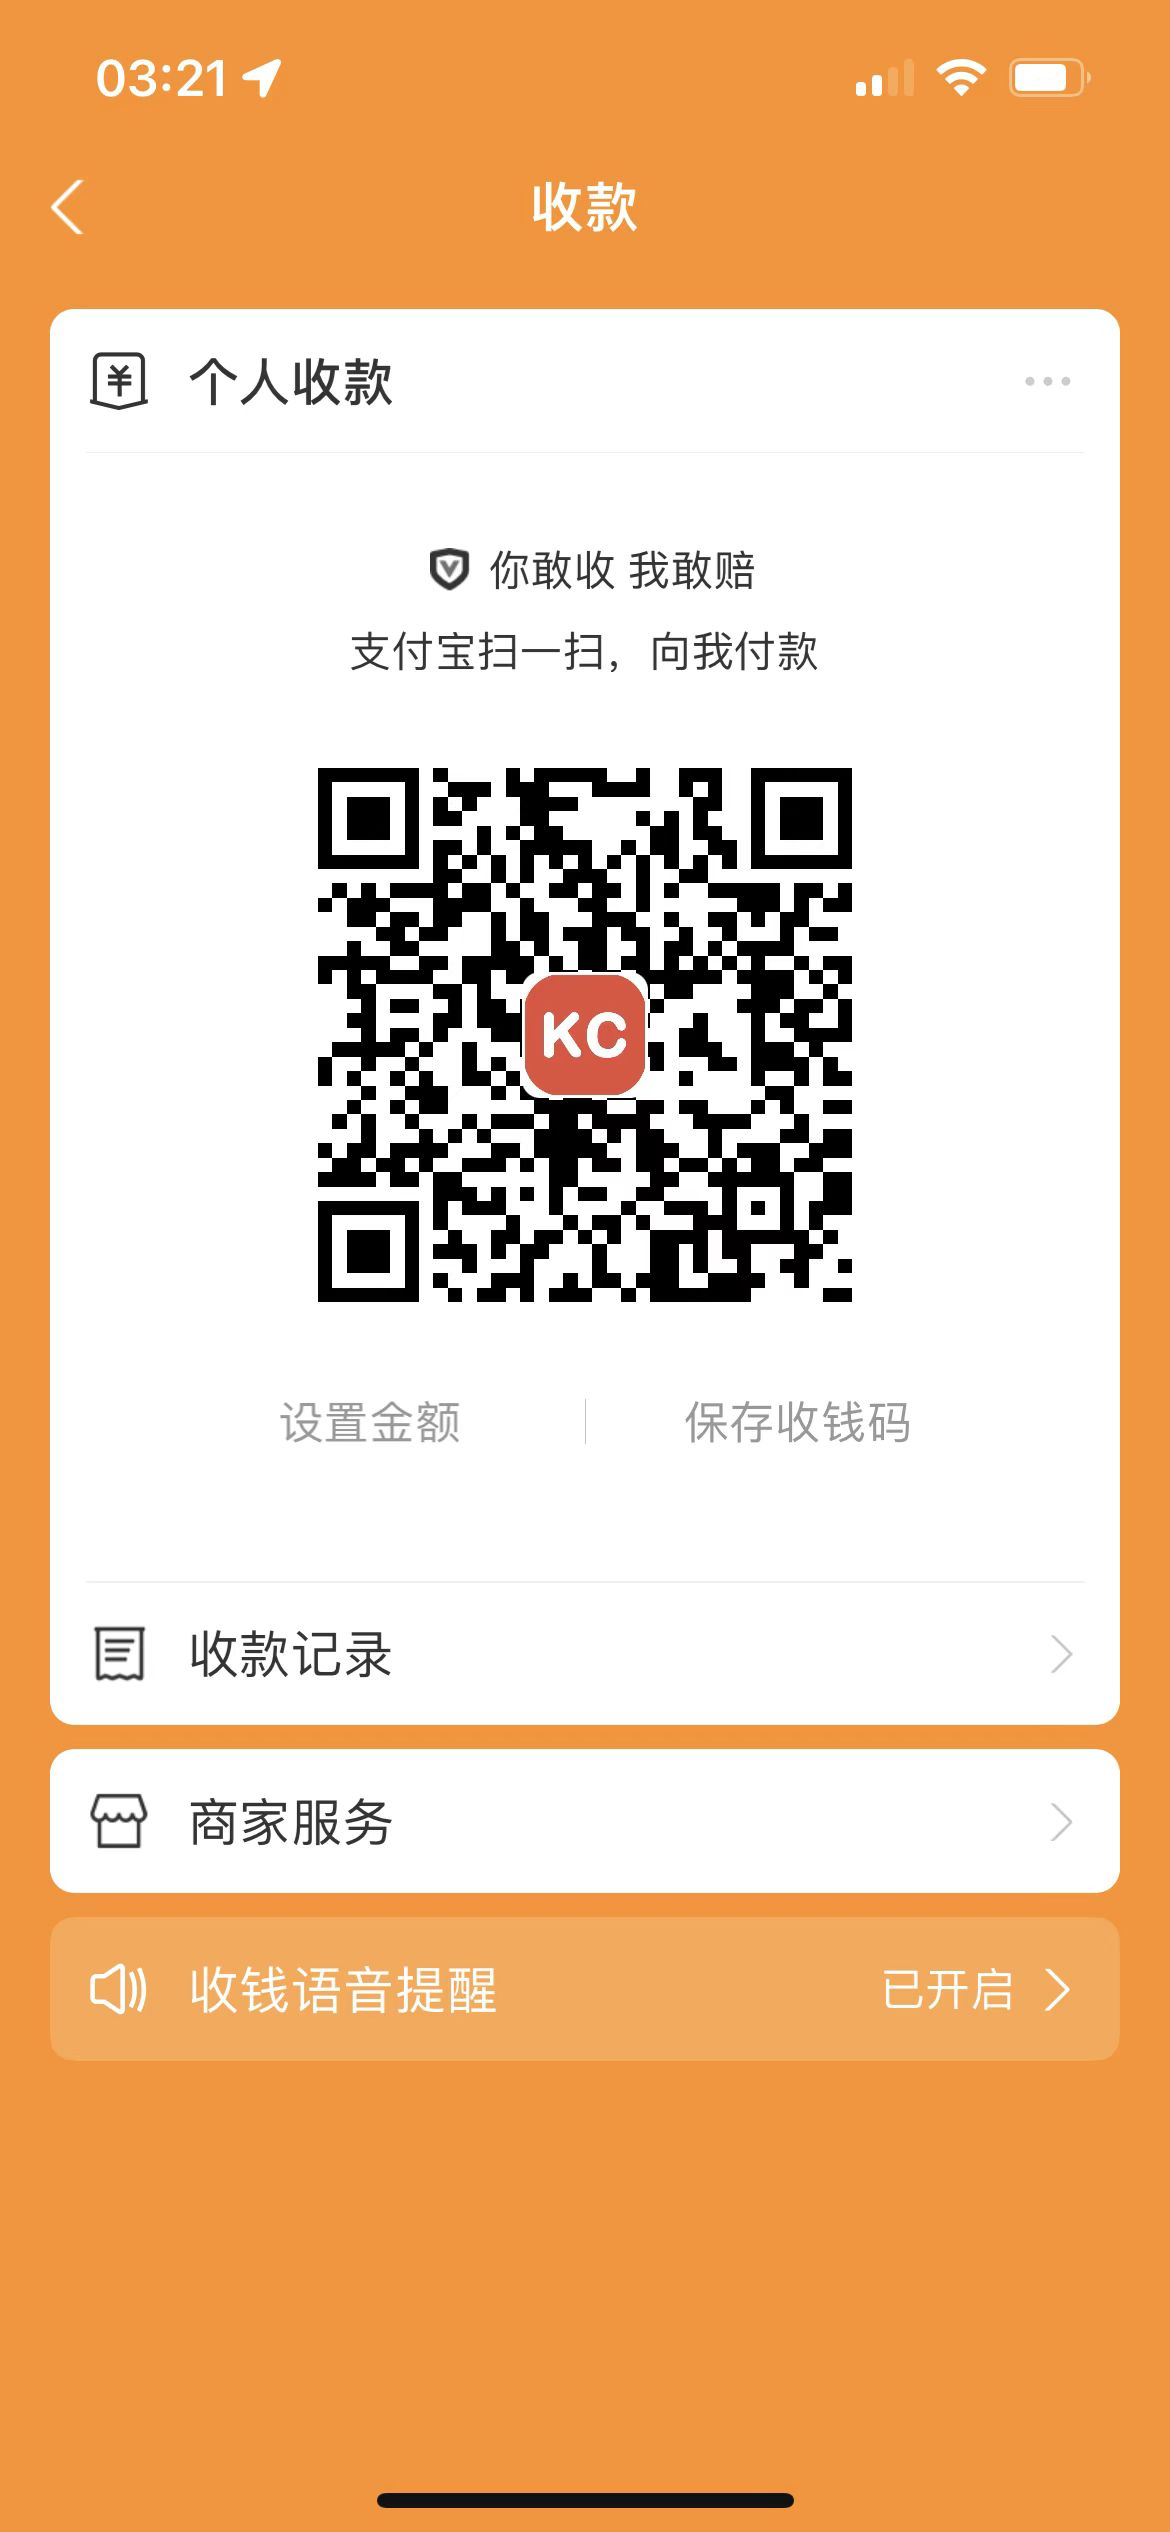 03:21
收款
个人收款
你敢收 我敢赔
支付宝扫一扫，向我付款
KC
设置金额
保存收钱码
收款记录
商家服务
收钱语音提醒 已开启